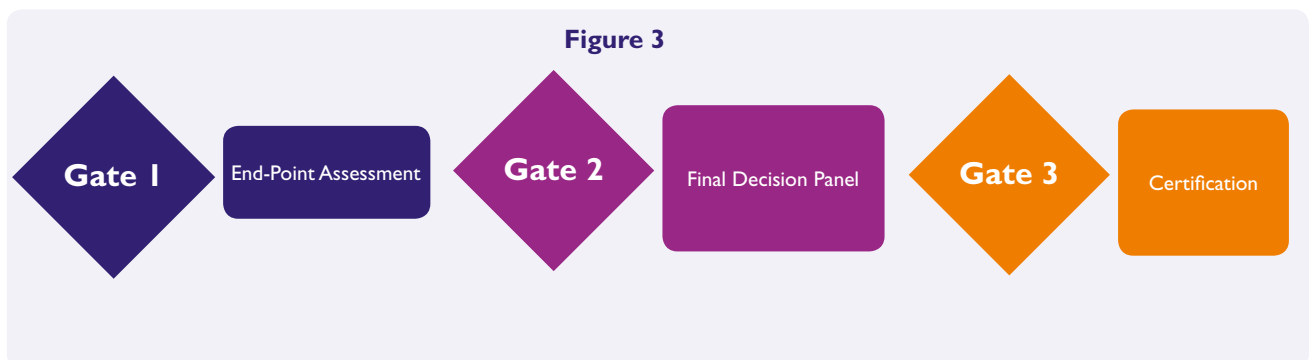 Figure 3
Gate 1
End-Point Assessment
Gate 2
Final Decision Panel
Gate 3
Certification